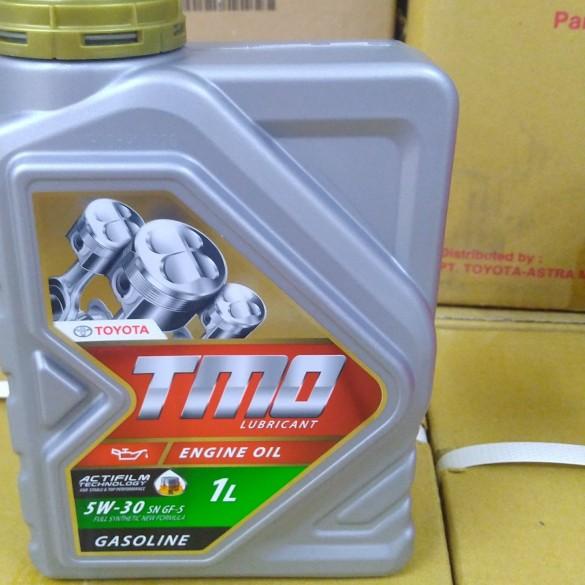 Pa
Distributed by :
PT. TOYOTA-ASTRA M
TOYOTA
TMO
LUBRICANT
ENGINE OIL
ACTIFILM
TECHNOLOGY
1L
5W-30 SN GF-5
FULL SYNTHETIC NEW FORMULA
GASOLINE